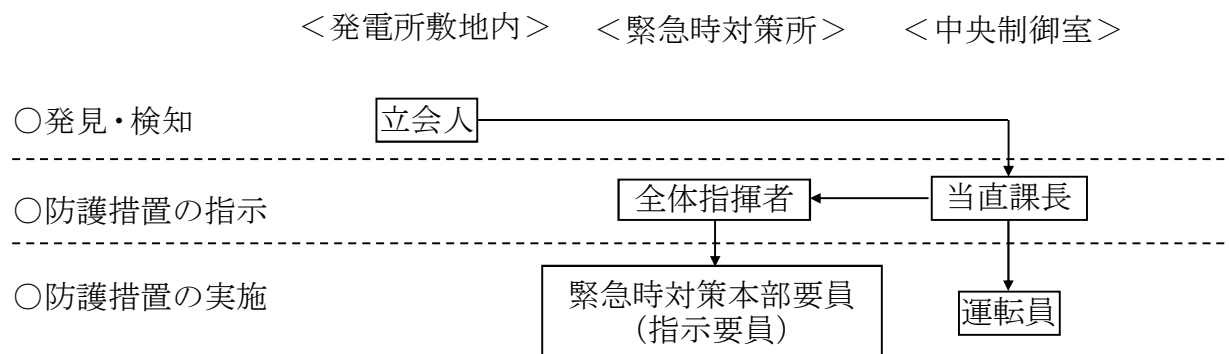 ＜発電所敷地内＞　＜緊急時対策所＞　＜中央制御室＞
○発見・検知　立会人
○防護措置の指示　全体指揮者　当直課長
○防護措置の実施　緊急時対策本部要員
（指示要員）　運転員